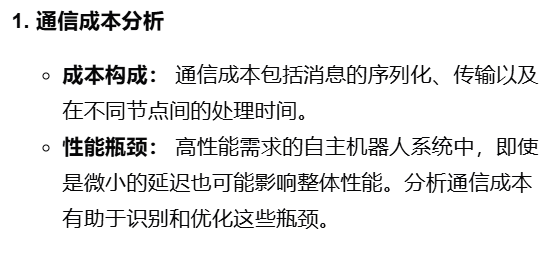 1. 通信成本分析
成本构成： 通信成本包括消息的序列化、传输以及
在不同节点间的处理时间。
性能瓶颈： 高性能需求的自主机器人系统中，即使
是微小的延迟也可能影响整体性能。分析通信成本
有助于识别和优化这些瓶颈。